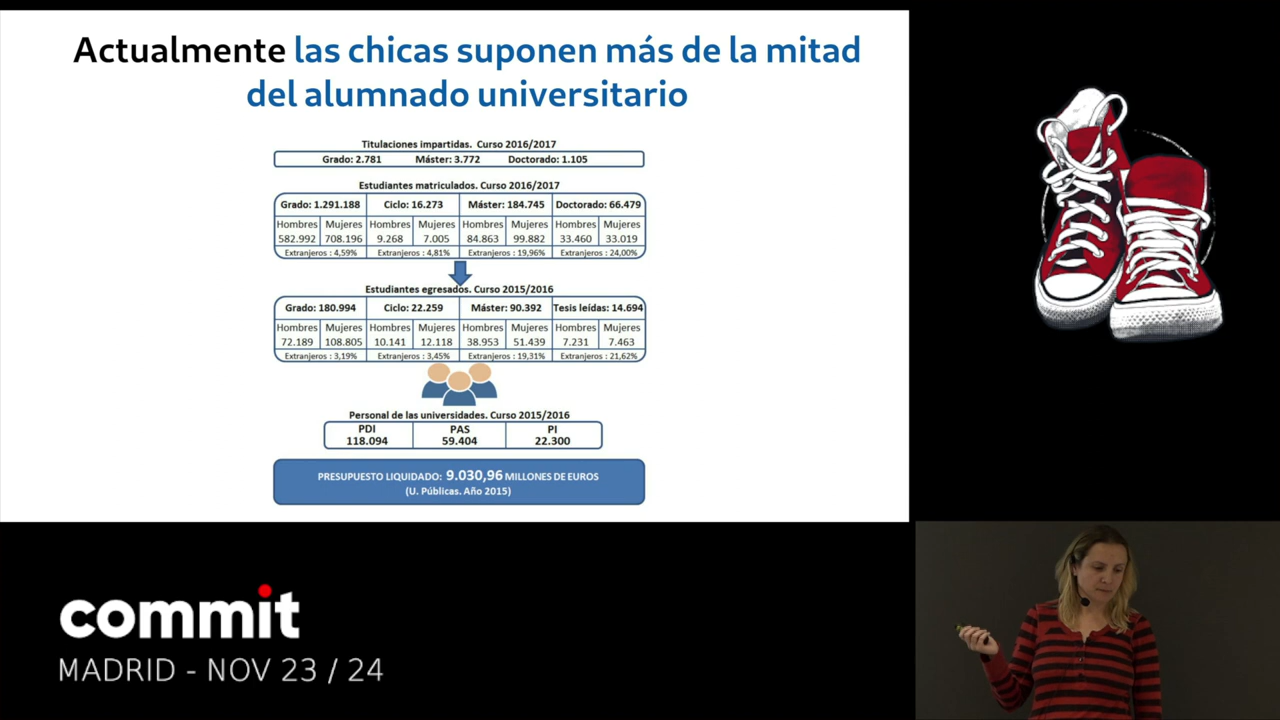 Actualmente las chicas suponen más de la mitad
del alumnado universitario
Titulaciones impartidas. Curso 2016/2017
Grado: 2.781 Máster: 3.772 Doctorado: 1.105
Estudiantes matriculados. Curso 2016/2017
Grado: 1.291.188 Ciclo: 16.273 Máster: 184.745 Doctorado: 66.479
Hombres Mujeres Hombres Mujeres Hombres Mujeres Hombres Mujeres
582.992 708.196 9.268 7.005 84.863 99.882 33.460 33.019
Extranjeros : 4,59% Extranjeros : 4,81% Extranjeros : 19,96% Extranjeros : 24,00%
Estudiantes egresados. Curso 2015/2016
Grado: 180.994 Ciclo: 22.259 Máster: 90.392 Tesis leídas: 14.694
Hombres Mujeres Hombres Mujeres Hombres Mujeres Hombres Mujeres
72.189 108.805 10.141 12.118 38.953 51.439 7.231 7.463
Extranjeros : 3,19% Extranjeros : 3,45% Extranjeros : 19,31% Extranjeros : 21,62%
Personal de las universidades. Curso 2015/2016
PDI PAS PI
118.094 59.404 22.300
PRESUPUESTO LIQUIDADO: 9.030,96 MILLONES DE EUROS
(U. Públicas. Año 2015)
commit
MADRID - NOV 23 / 24